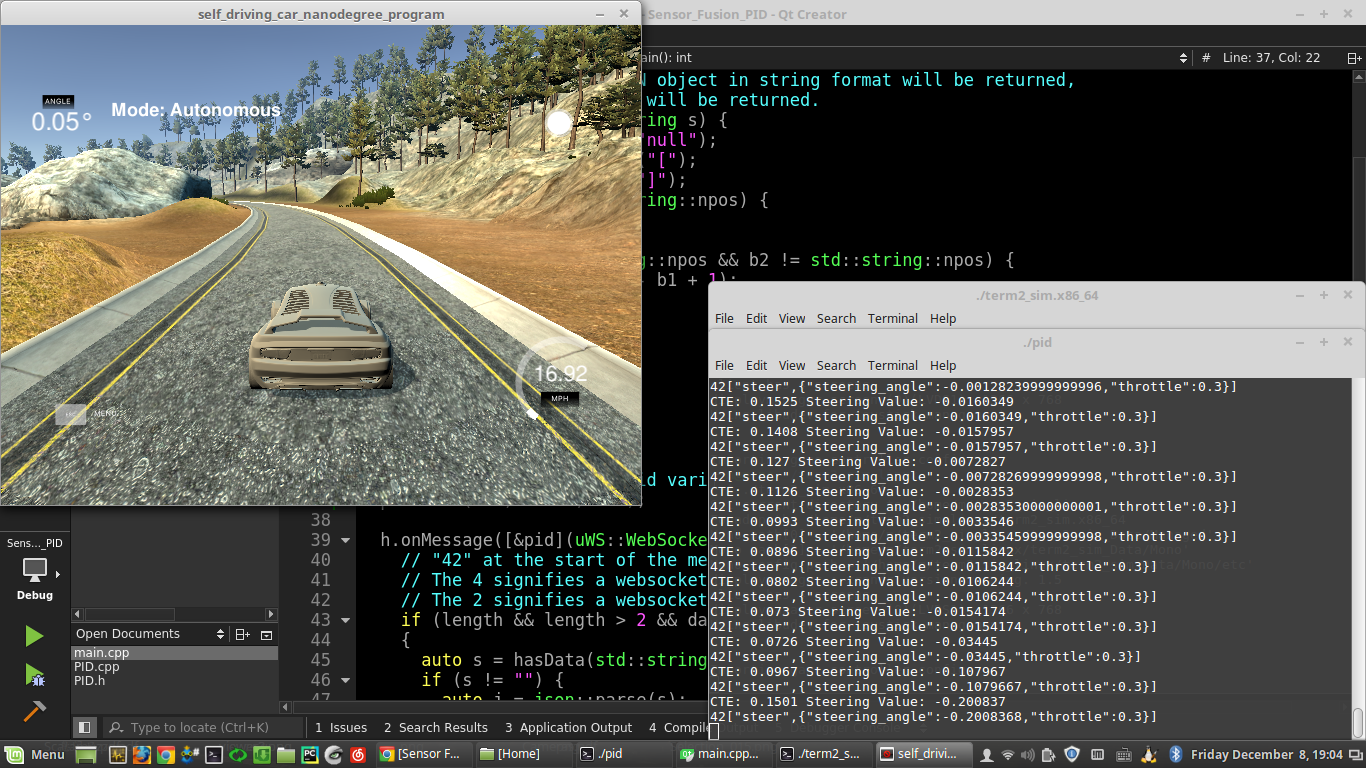 self_driving_car_nanodegree_program
Sensor_Fusion_PID - Qt Creator
ain(): int
# Line: 37, Col: 22
ANGLE
0.05°
Mode: Autonomous
16.92
MPH
MENU
object in string format will be returned,
will be returned.
ring s) {
null");
"[");
]");
ring::npos) {
::npos && b2 != std::string::npos) {
b1 + 1);
d vari
38
39 h.onMessage([&pid](uWS::WebSocke
40 // "42" at the start of the me
41 // The 4 signifies a websocket
42 // The 2 signifies a websocket
43 if (length && length > 2 && da
44 {
45 auto s = hasData(std::string
46 if (s != "") {
47 auto j = json::parse(s);
Sens..._PID
Debug
Open Documents
main.cpp
PID.cpp
PID.h
Type to locate (Ctrl+K)
1 Issues 2 Search Results 3 Application Output 4 Compile
./term2_sim.x86_64
File Edit View Search Terminal Help
./pid
File Edit View Search Terminal Help
42["steer",{"steering_angle":-0.00128239999999996,"throttle":0.3}]
CTE: 0.1525 Steering Value: -0.0160349
42["steer",{"steering_angle":-0.0160349,"throttle":0.3}]
CTE: 0.1408 Steering Value: -0.0157957
42["steer",{"steering_angle":-0.0157957,"throttle":0.3}]
CTE: 0.127 Steering Value: -0.0072827
42["steer",{"steering_angle":-0.00728269999999998,"throttle":0.3}]
CTE: 0.1126 Steering Value: -0.0028353
42["steer",{"steering_angle":-0.00283530000000001,"throttle":0.3}]
CTE: 0.0993 Steering Value: -0.0033546
42["steer",{"steering_angle":-0.00335459999999998,"throttle":0.3}]
CTE: 0.0896 Steering Value: -0.0115842
42["steer",{"steering_angle":-0.0115842,"throttle":0.3}]
CTE: 0.0802 Steering Value: -0.0106244
42["steer",{"steering_angle":-0.0106244,"throttle":0.3}]
CTE: 0.073 Steering Value: -0.0154174
42["steer",{"steering_angle":-0.0154174,"throttle":0.3}]
CTE: 0.0726 Steering Value: -0.03445
42["steer",{"steering_angle":-0.03445,"throttle":0.3}]
CTE: 0.0967 Steering Value: -0.107967
42["steer",{"steering_angle":-0.1079667,"throttle":0.3}]
CTE: 0.1501 Steering Value: -0.200837
42["steer",{"steering_angle":-0.2008368,"throttle":0.3}]
Menu
[Sensor F...
[Home]
./pid
main.cpp...
./term2_s...
self_drivi...
Friday December 8, 19:04